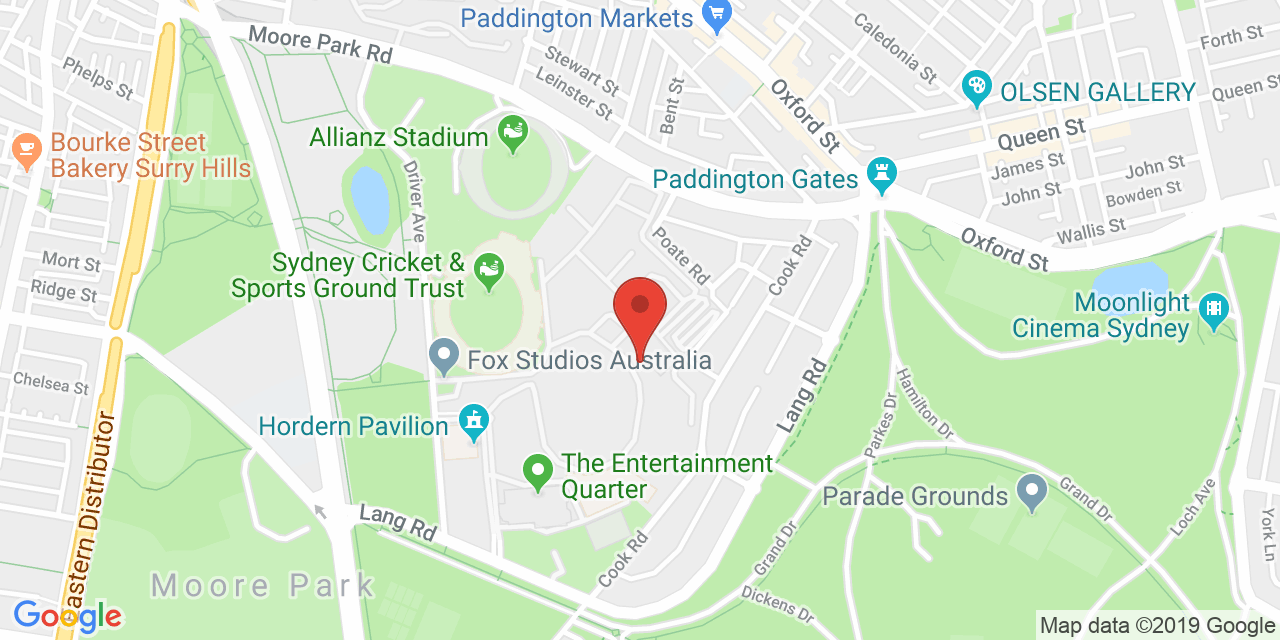 Paddington Markets
Moore Park Rd
Caledonia St
Forth St
Stewart St
Phelps St
Leinster St
Bent St
Oxford St
OLSEN GALLERY
Queen St
Queen St
Allianz Stadium
Bourke Street
Bakery Surry Hills
James St
John St
John St
Bowden St
Paddington Gates
Driver Ave
Wallis St
Oxford St
Poate Rd
Cook Rd
Mort St
Ridge St
Sydney Cricket &
Sports Ground Trust
Moonlight
Cinema Sydney
Fox Studios Australia
Chelsea St
Lang Rd
Hamilton Dr
Parkes Dr
Hordern Pavilion
The Entertainment
Quarter
Eastern Distributor
Parade Grounds
Grand Dr
Loch Ave
Lang Rd
York Ln
Grand Dr
Cook Rd
Moore Park
Dickens Dr
Google
Map data ©2019 Google